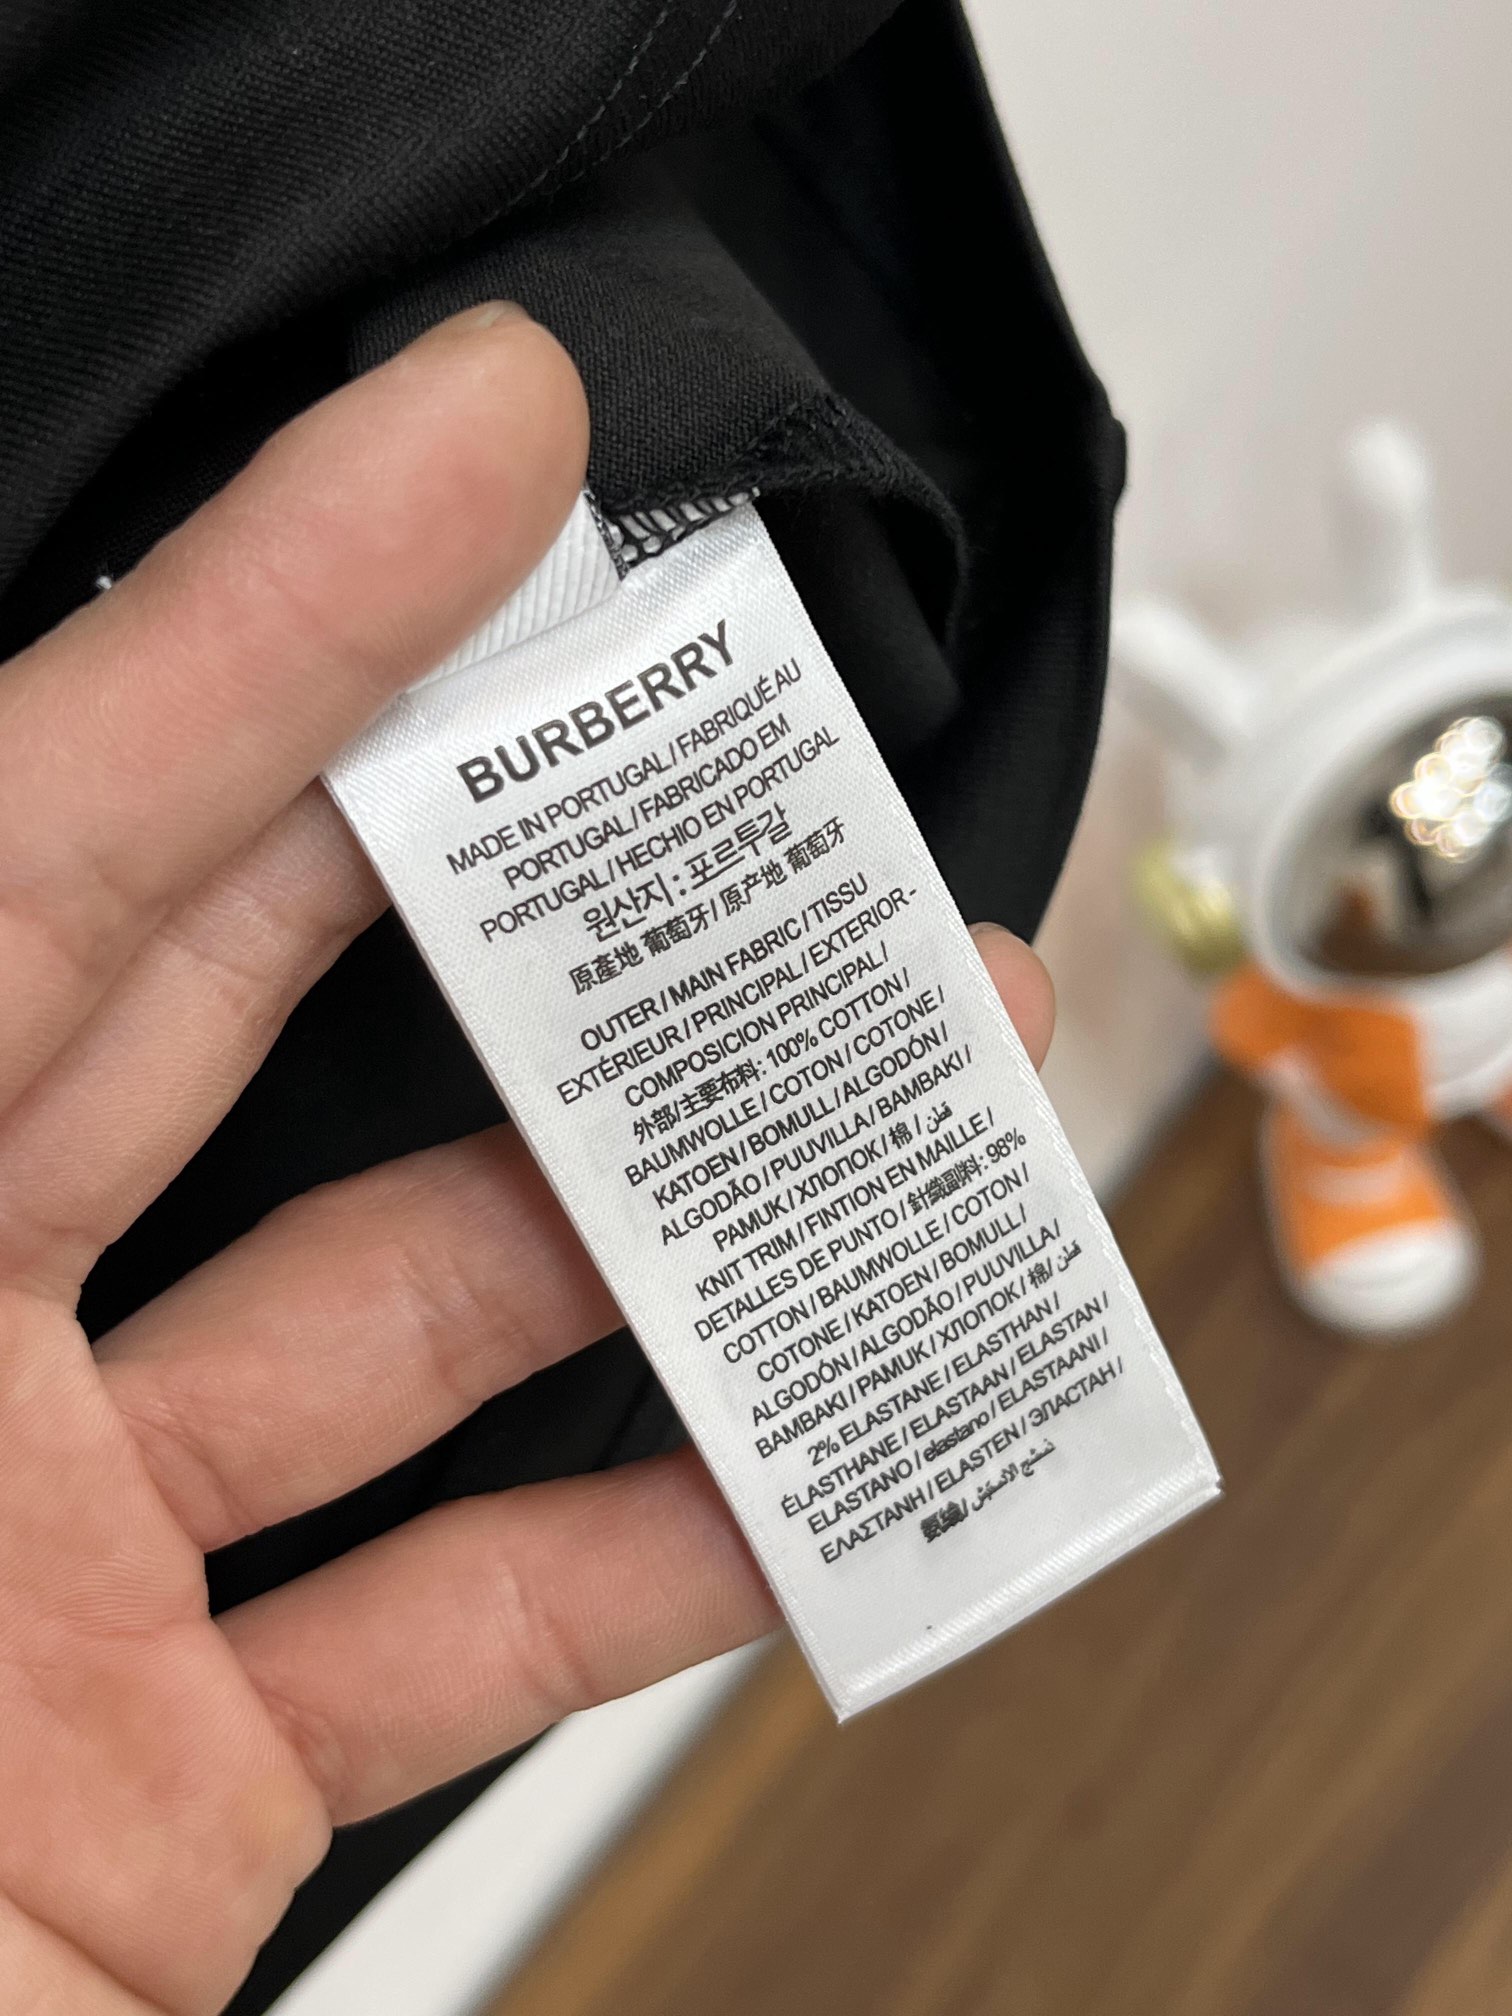 BURBERRY
MADE IN PORTUGAL / FABRIQUÉ AU
PORTUGAL / FABRICADO EM
PORTUGAL / HECHO EN PORTUGAL
원산지 : 포르투갈
原產地 葡萄牙 / 原产地 葡萄牙
OUTER / MAIN FABRIC / TISSU
EXTÉRIEUR / PRINCIPAL / EXTERIOR -
COMPOSICION PRINCIPAL /
外部/主要布料: 100% COTTON /
BAUMWOLLE / COTON / COTONE /
KATOEN / BOMULL / ALGODÓN /
ALGODÃO / PUUVILLA / BAMBAKI /
PAMUK / ХЛОПОК / 棉 / قطن
KNIT TRIM / FINTION EN MAILLE /
DETALLES DE PUNTO / 針織副料: 98%
COTTON / BAUMWOLLE / COTON /
COTONE / KATOEN / BOMULL /
ALGODÓN / ALGODÃO / PUUVILLA /
BAMBAKI / PAMUK / ХЛОПОК / 棉 / قطن
2% ELASTANE / ELASTHAN /
ÉLASTHANE / ELASTAAN / ELASTAN /
ELASTANO / elastano / ELASTAANI /
ΕΛΑΣΤΑΝΗ / ELASTEN / ЭЛАСТАН /